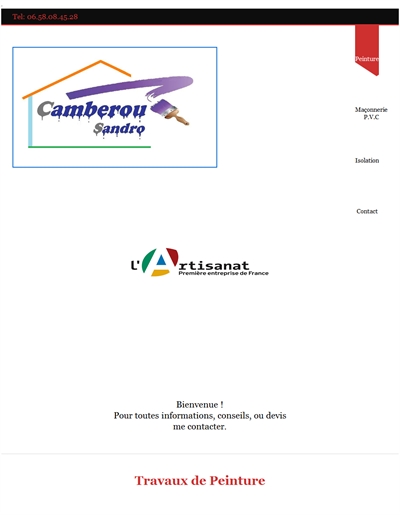 Tel: 06.58.08.45.28
Peinture
Camberou
Sandro
Maçonnerie
P.V.C
Isolation
Contact
l'Artisanat
Première entreprise de France
Bienvenue !
Pour toutes informations, conseils, ou devis
me contacter.
Travaux de Peinture